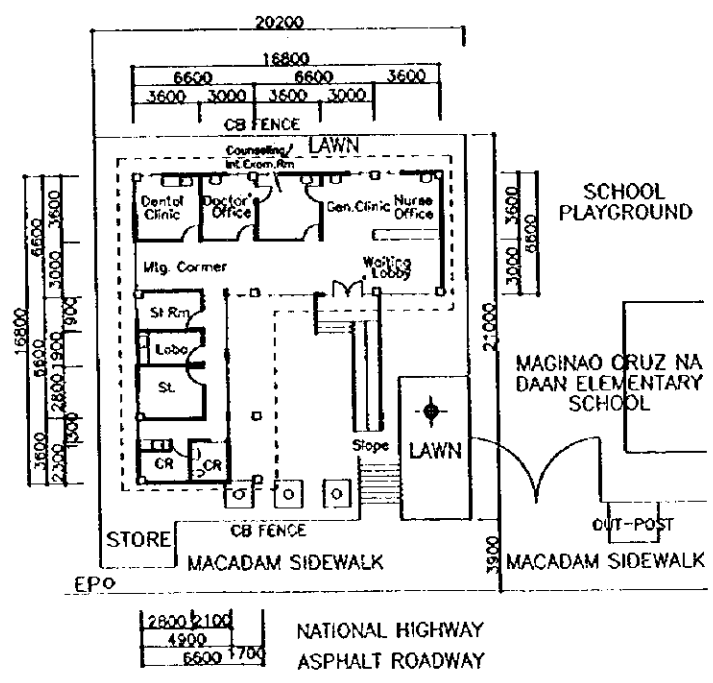 20200
16800
6600 6600 3600
3600 3000 3600 3000
CB FENCE
LAWN
Counseling/
Int.Exam.Rm
Dental
Clinic
Doctor'
Office
Gen.Clinic
Nurse
Office
Mtg. Corner
Waiting
Lobby
St Rm
Labo
St.
CR
CR
Slope
LAWN
16800
6600
6600
3600
3600
3000
900
1900
2800
1300
2300
3600
3000
6600
21000
3900
SCHOOL
PLAYGROUND
MAGINAO CRUZ NA
DAAN ELEMENTARY
SCHOOL
OUT-POST
STORE
CB FENCE
MACADAM SIDEWALK
MACADAM SIDEWALK
EPO
2800 2100
4900
1700
6600
NATIONAL HIGHWAY
ASPHALT ROADWAY